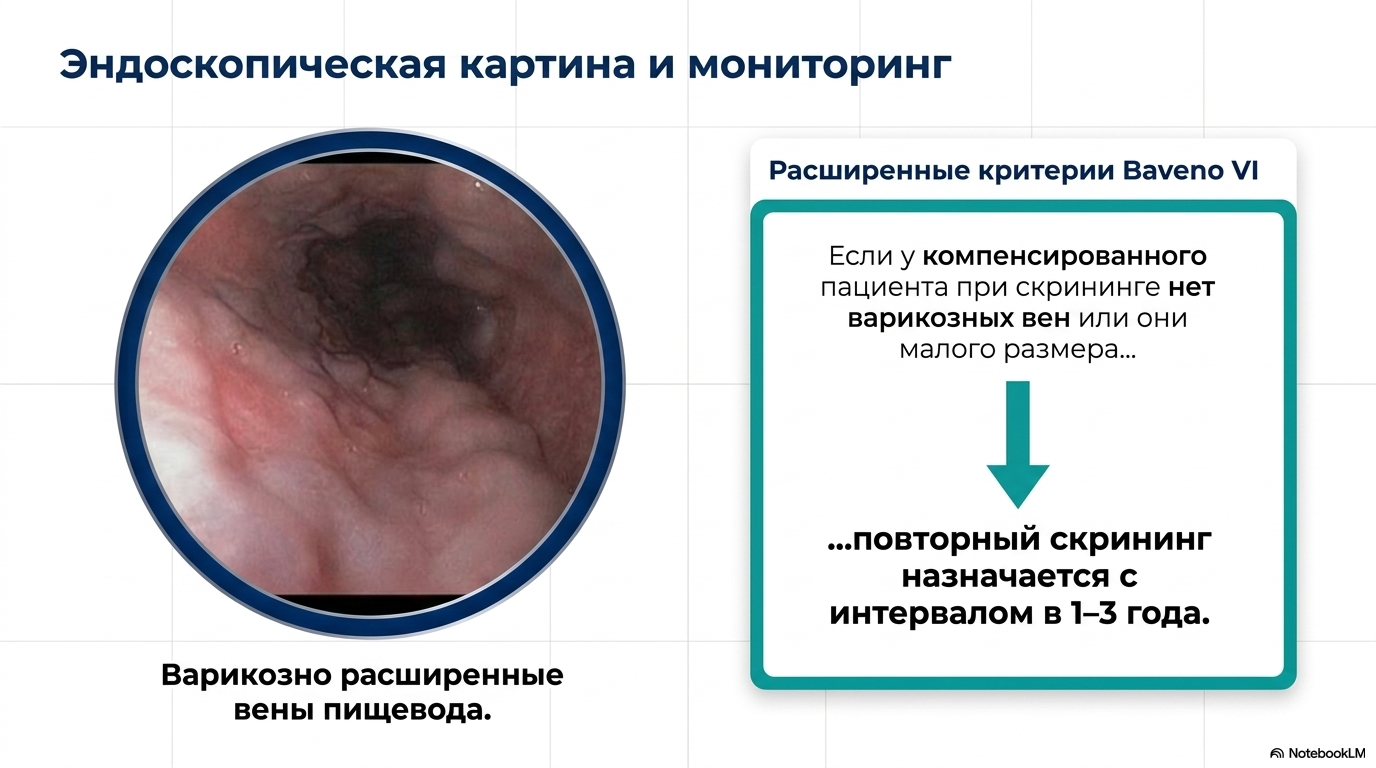 Эндоскопическая картина и мониторинг
Варикозно расширенные
вены пищевода.
Расширенные критерии Baveno VI
Если у компенсированного
пациента при скрининге нет
варикозных вен или они
малого размера...
...повторный скрининг
назначается с
интервалом в 1–3 года.
NotebookLM